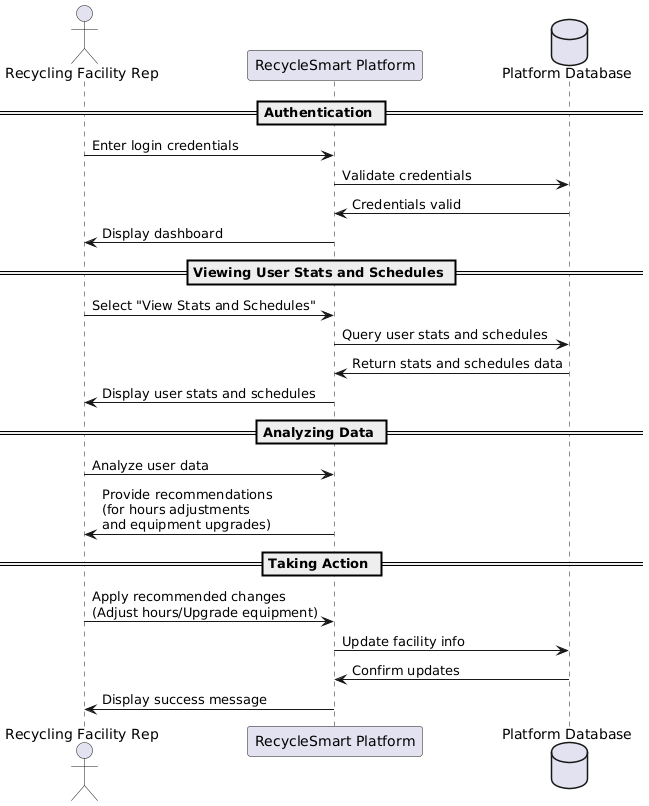 Recycling Facility Rep
RecycleSmart Platform
Platform Database
Authentication
Enter login credentials
Validate credentials
Credentials valid
Display dashboard
Viewing User Stats and Schedules
Select "View Stats and Schedules"
Query user stats and schedules
Return stats and schedules data
Display user stats and schedules
Analyzing Data
Analyze user data
Provide recommendations
(for hours adjustments
and equipment upgrades)
Taking Action
Apply recommended changes
(Adjust hours/Upgrade equipment)
Update facility info
Confirm updates
Display success message
Recycling Facility Rep
RecycleSmart Platform
Platform Database